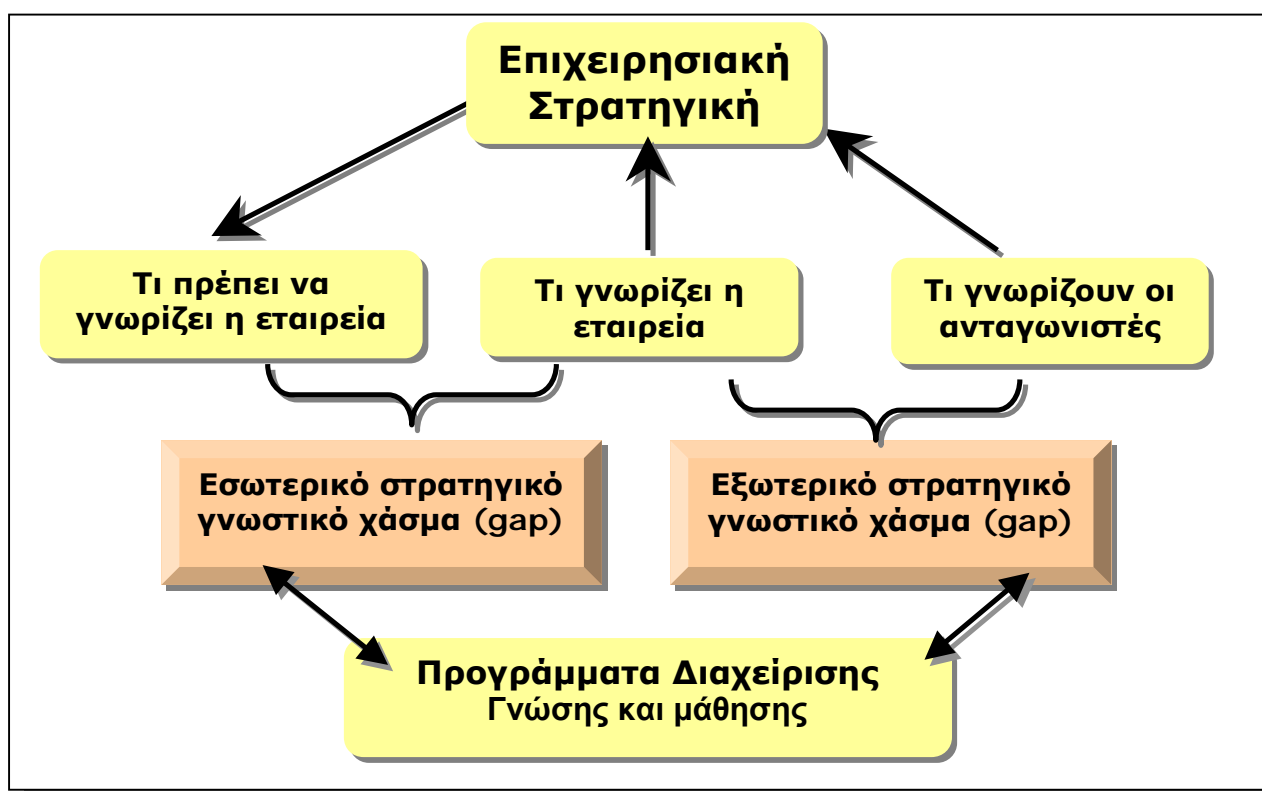 Επιχειρησιακή
Στρατηγική
Τι πρέπει να
γνωρίζει η εταιρεία
Τι γνωρίζει η
εταιρεία
Τι γνωρίζουν οι
ανταγωνιστές
Εσωτερικό στρατηγικό
γνωστικό χάσμα (gap)
Εξωτερικό στρατηγικό
γνωστικό χάσμα (gap)
Προγράμματα Διαχείρισης
Γνώσης και μάθησης